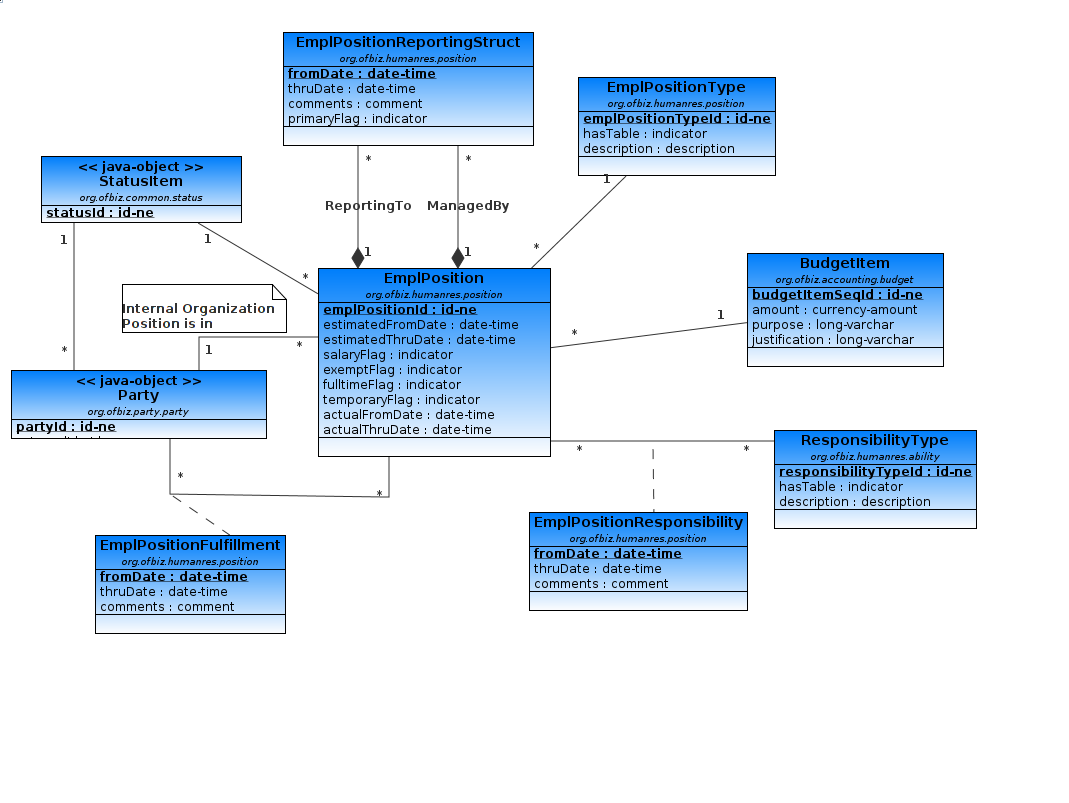 EmplPositionReportingStruct
org.ofbiz.humanres.position
fromDate : date-time
thruDate : date-time
comments : comment
primaryFlag : indicator
EmplPositionType
org.ofbiz.humanres.position
emplPositionTypeId : id-ne
hasTable : indicator
description : description
<< java-object >>
StatusItem
org.ofbiz.common.status
statusId : id-ne
* *
ReportingTo ManagedBy
1 1
1
*
1
*
1
*
Internal Organization
Position is in
1
*
EmplPosition
org.ofbiz.humanres.position
emplPositionId : id-ne
estimatedFromDate : date-time
estimatedThruDate : date-time
salaryFlag : indicator
exemptFlag : indicator
fulltimeFlag : indicator
temporaryFlag : indicator
actualFromDate : date-time
actualThruDate : date-time
BudgetItem
org.ofbiz.accounting.budget
budgetItemSeqId : id-ne
amount : currency-amount
purpose : long-varchar
justification : long-varchar
1
*
<< java-object >>
Party
org.ofbiz.party.party
partyId : id-ne
*
*
* *
ResponsibilityType
org.ofbiz.humanres.ability
responsibilityTypeId : id-ne
hasTable : indicator
description : description
EmplPositionFulfillment
org.ofbiz.humanres.position
fromDate : date-time
thruDate : date-time
comments : comment
EmplPositionResponsibility
org.ofbiz.humanres.position
fromDate : date-time
thruDate : date-time
comments : comment